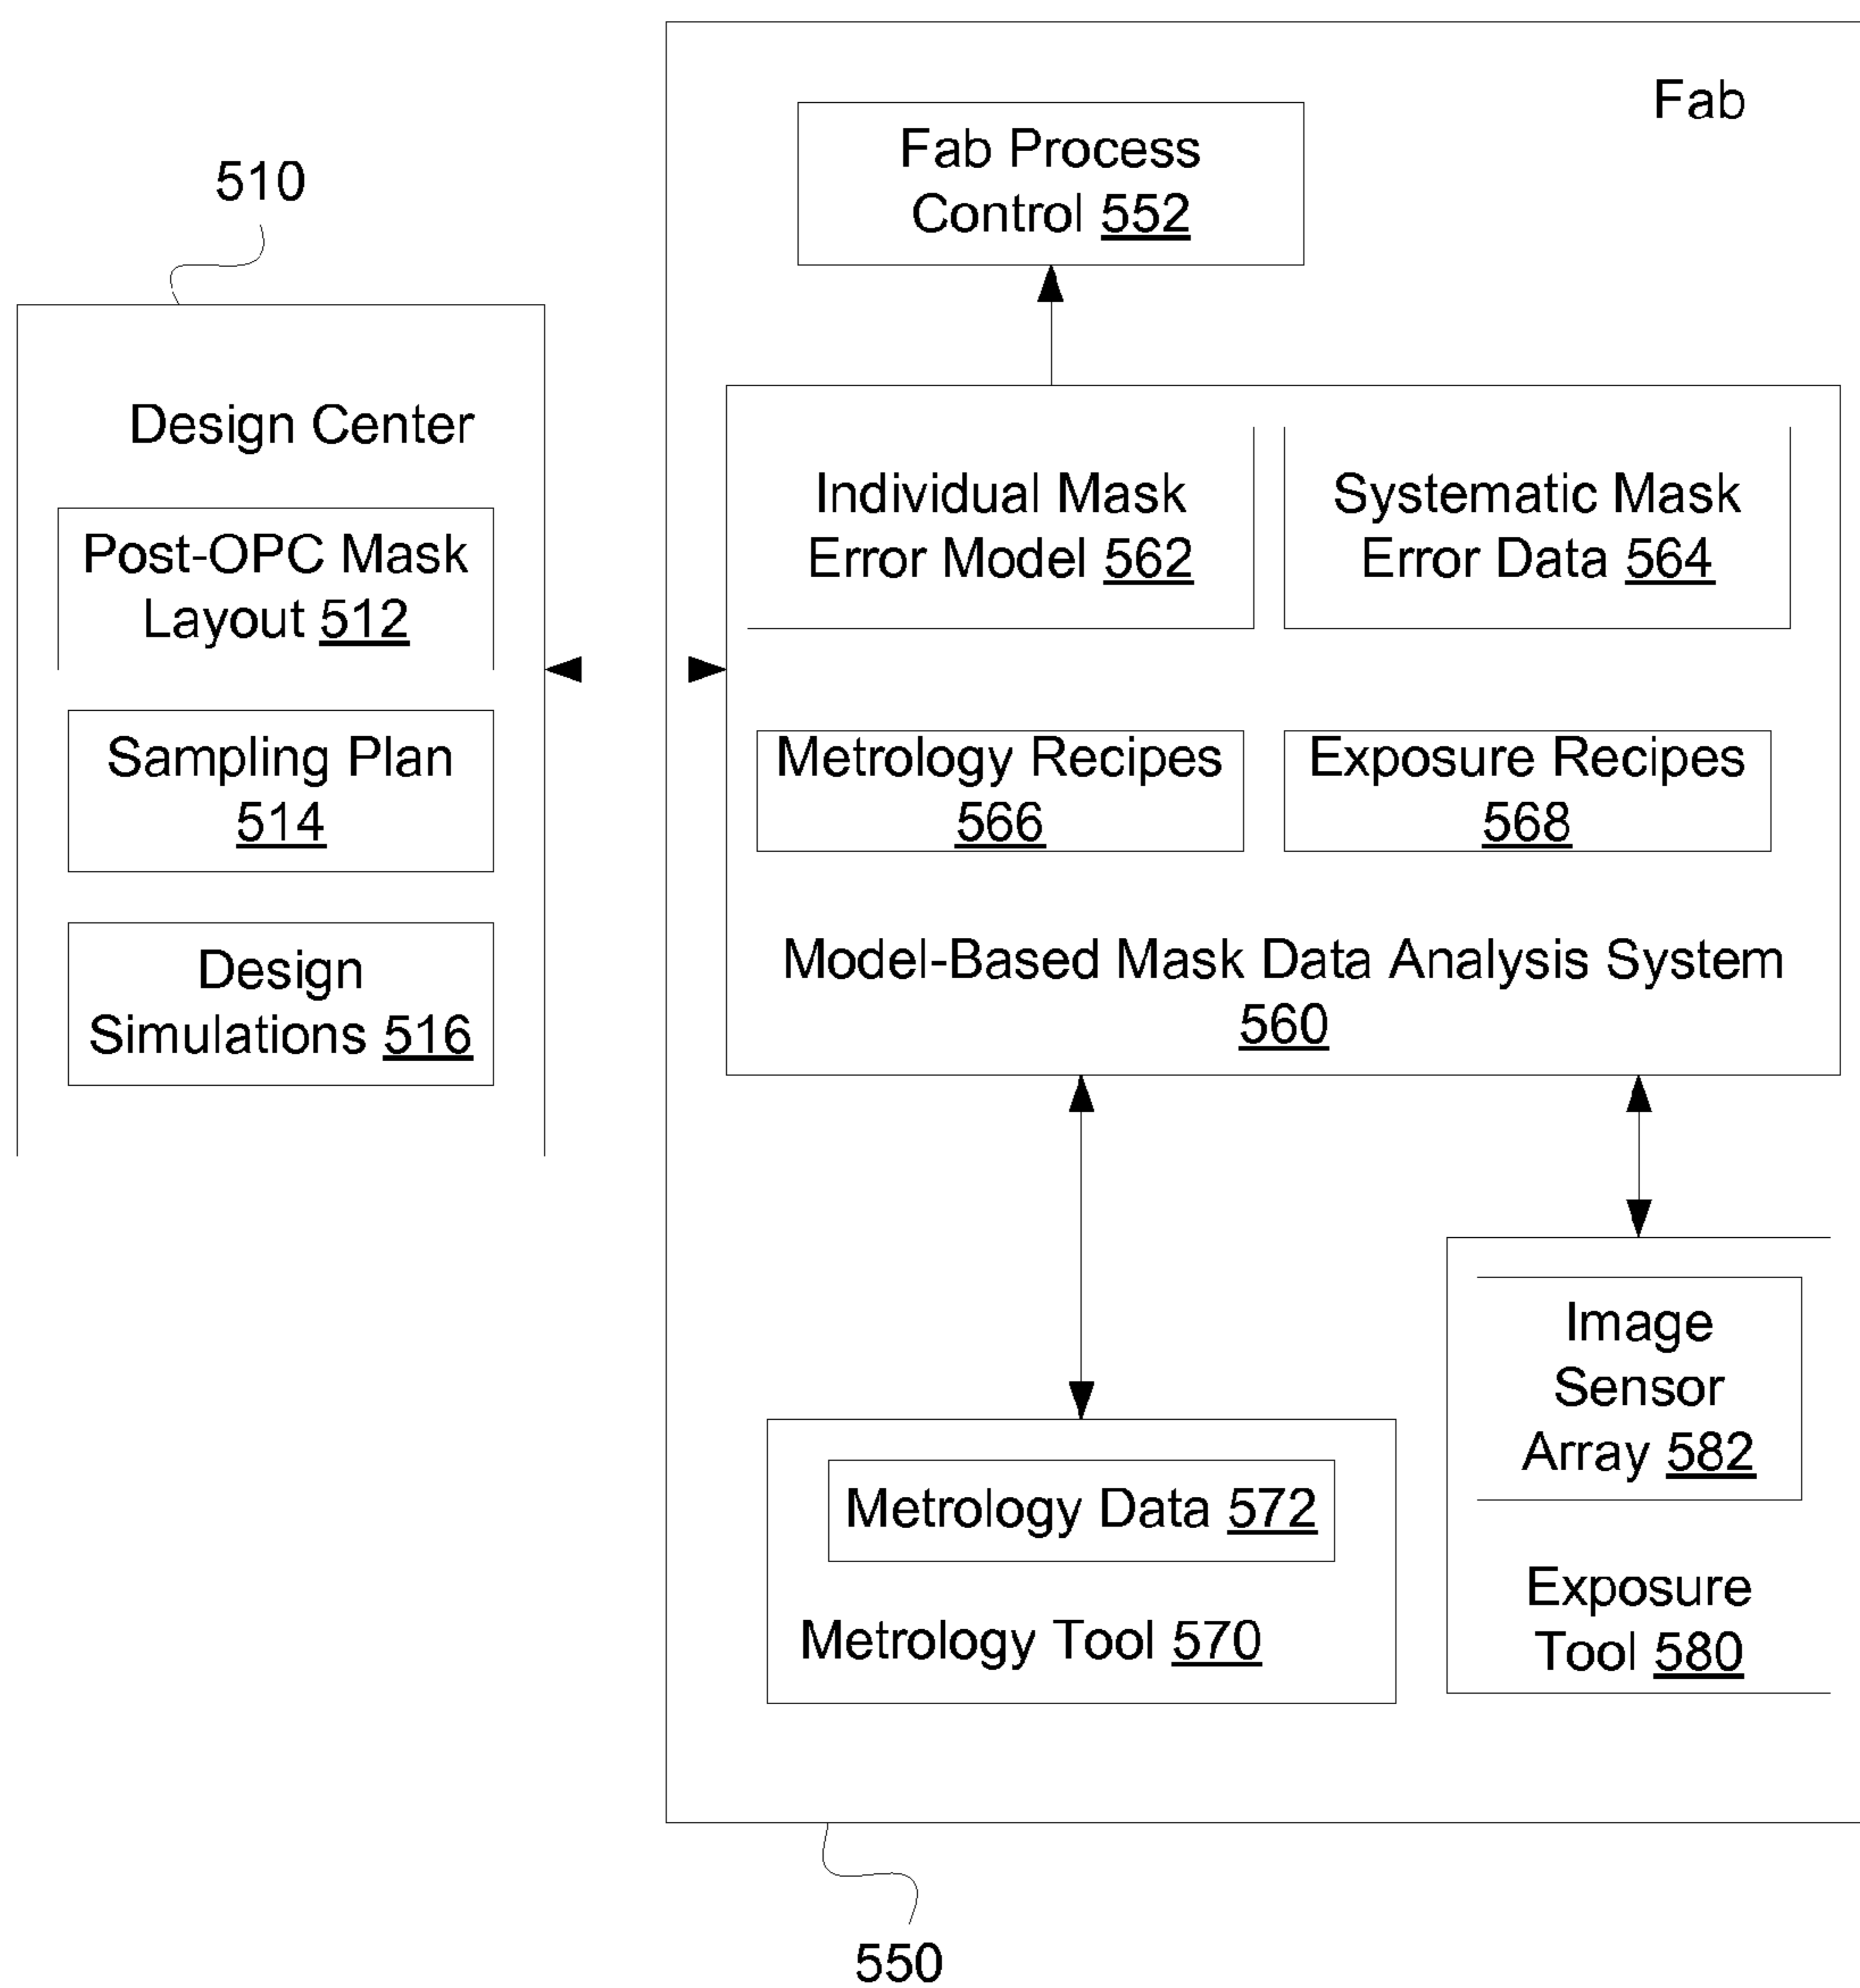 510
Design Center
Post-OPC Mask
Layout 512
Sampling Plan
514
Design
Simulations 516
Fab
Fab Process
Control 552
Individual Mask
Error Model 562
Systematic Mask
Error Data 564
Metrology Recipes
566
Exposure Recipes
568
Model-Based Mask Data Analysis System
560
Metrology Data 572
Metrology Tool 570
Image
Sensor
Array 582
Exposure
Tool 580
550